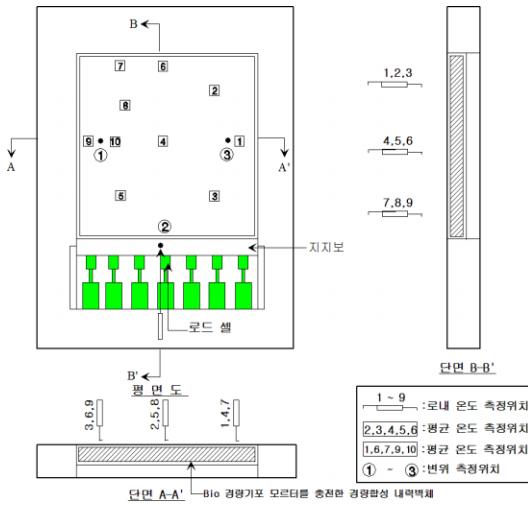 B
7
6
2
8
9
10
4
1
①
③
A
A'
5
3
②
지지보
로드 셀
B'
평 면 도
1,2,3
4,5,6
7,8,9
단면 B-B'
3,6,9
2,5,8
1,4,7
단면 A-A'
Bio 경량기포 모르터를 충전한 경량합성 내력벽체
1 ~ 9 :로내 온도 측정위치
2,3,4,5,6 :평균 온도 측정위치
1,6,7,9,10 :평균 온도 측정위치
① ~ ③ :변위 측정위치